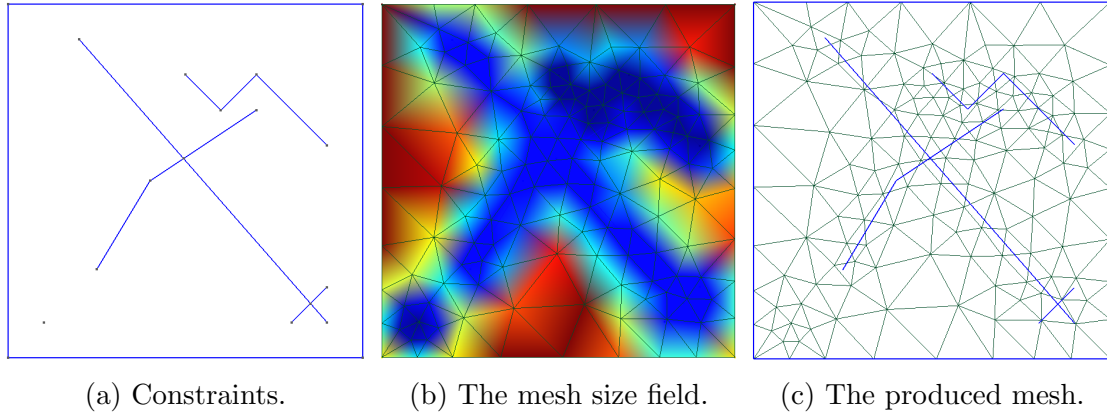 (a) Constraints.
(b) The mesh size field.
(c) The produced mesh.